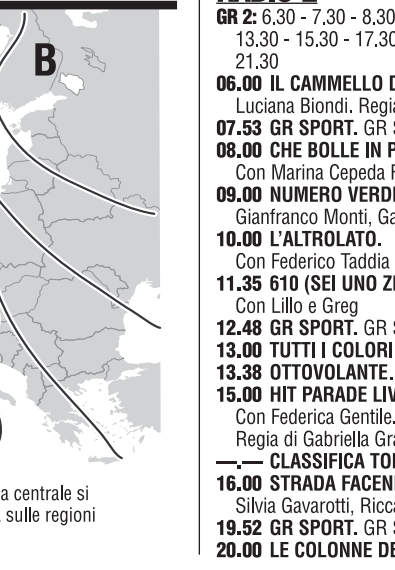 B
a centrale si
sulle regioni
RADIO 2
GR 2: 6.30 - 7.30 - 8.30
13.30 - 15.30 - 17.30
21.30
06.00 IL CAMMELLO D
Luciana Biondi. Regia
07.53 GR SPORT. GR S
08.00 CHE BOLLE IN P
Con Marina Cepeda F
09.00 NUMERO VERD
Gianfranco Monti, Ga
10.00 L'ALTROLATO.
Con Federico Taddia
11.35 610 (SEI UNO Z
Con Lillo e Greg
12.48 GR SPORT. GR S
13.00 TUTTI I COLORI
13.38 OTTOVOLANTE.
15.00 HIT PARADE LIV
Con Federica Gentile.
Regia di Gabriella Gra
—.— CLASSIFICA TO
16.00 STRADA FACEN
Silvia Gavarotti, Ricca
19.52 GR SPORT. GR S
20.00 LE COLONNE DE